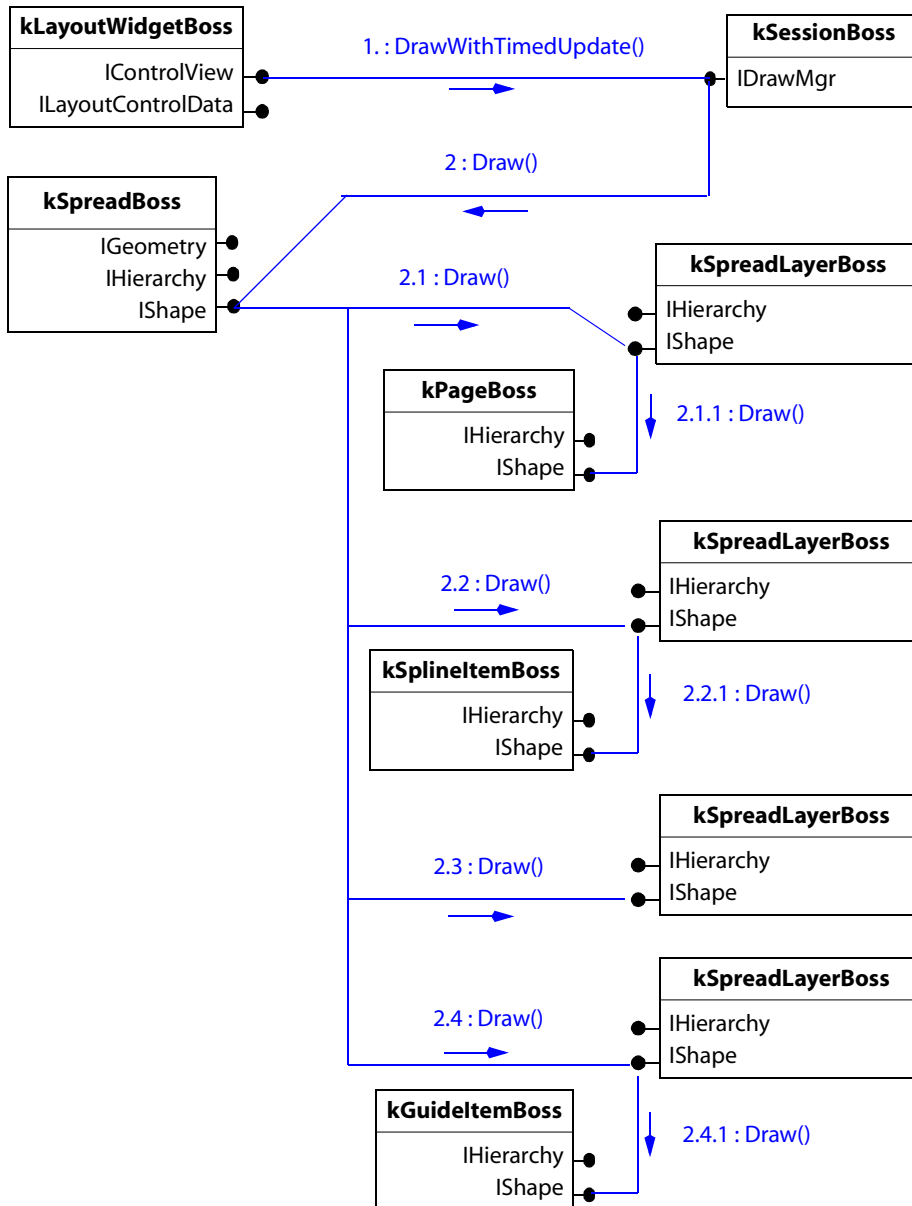 kLayoutWidgetBoss
IControlView
ILayoutControlData
1. : DrawWithTimedUpdate()
kSessionBoss
IDrawMgr
2 : Draw()
kSpreadBoss
IGeometry
IHierarchy
IShape
2.1 : Draw()
kSpreadLayerBoss
IHierarchy
IShape
kPageBoss
IHierarchy
IShape
2.1.1 : Draw()
kSpreadLayerBoss
IHierarchy
IShape
2.2 : Draw()
kSplineItemBoss
IHierarchy
IShape
2.2.1 : Draw()
kSpreadLayerBoss
IHierarchy
IShape
2.3 : Draw()
kSpreadLayerBoss
IHierarchy
IShape
2.4 : Draw()
kGuideItemBoss
IHierarchy
IShape
2.4.1 : Draw()